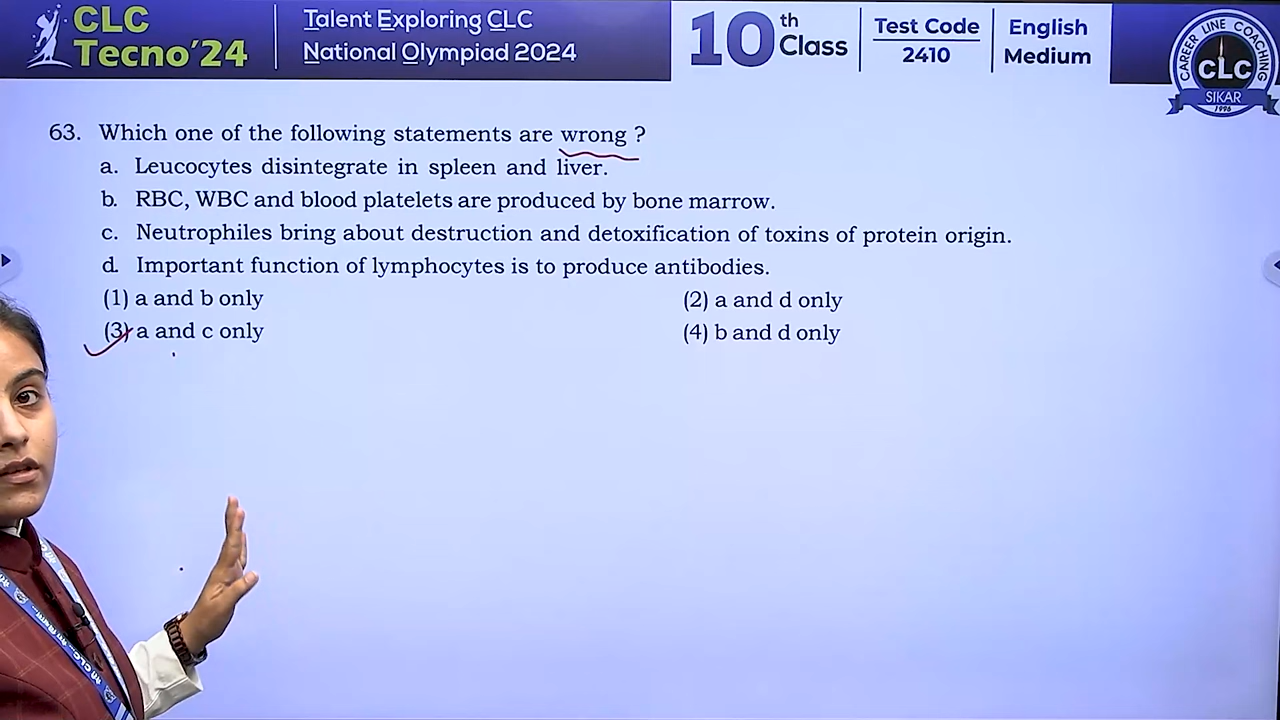 CLC
Tecno'24
Talent Exploring CLC
National Olympiad 2024
10th Class
Test Code
2410
English
Medium
CAREER LINE COACHING
CLC
SIKAR
1996
63. Which one of the following statements are wrong ?
a. Leucocytes disintegrate in spleen and liver.
b. RBC, WBC and blood platelets are produced by bone marrow.
c. Neutrophiles bring about destruction and detoxification of toxins of protein origin.
d. Important function of lymphocytes is to produce antibodies.
(1) a and b only (2) a and d only
(3) a and c only (4) b and d only